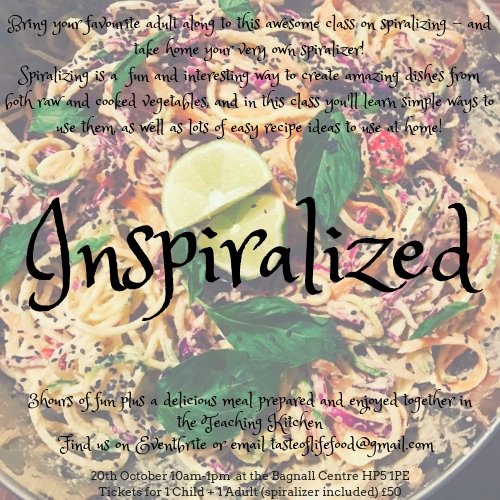 Bring your favourite adult along to this awesome class on spiralizing – and
take home your very own spiralizer!
Spiralizing is a fun and interesting way to create amazing dishes from
both raw and cooked vegetables, and in this class you'll learn simple ways to
use them, as well as lots of easy recipe ideas to use at home!
Inspiralized
3hours of fun plus a delicious meal prepared and enjoyed together in
the Teaching Kitchen
Find us on Eventbrite or email tasteoflifefood@gmail.com
20th October 10am-1pm at the Bagnall Centre HP5 1PE
Tickets for 1 Child + 1 Adult (spiralizer included) £50